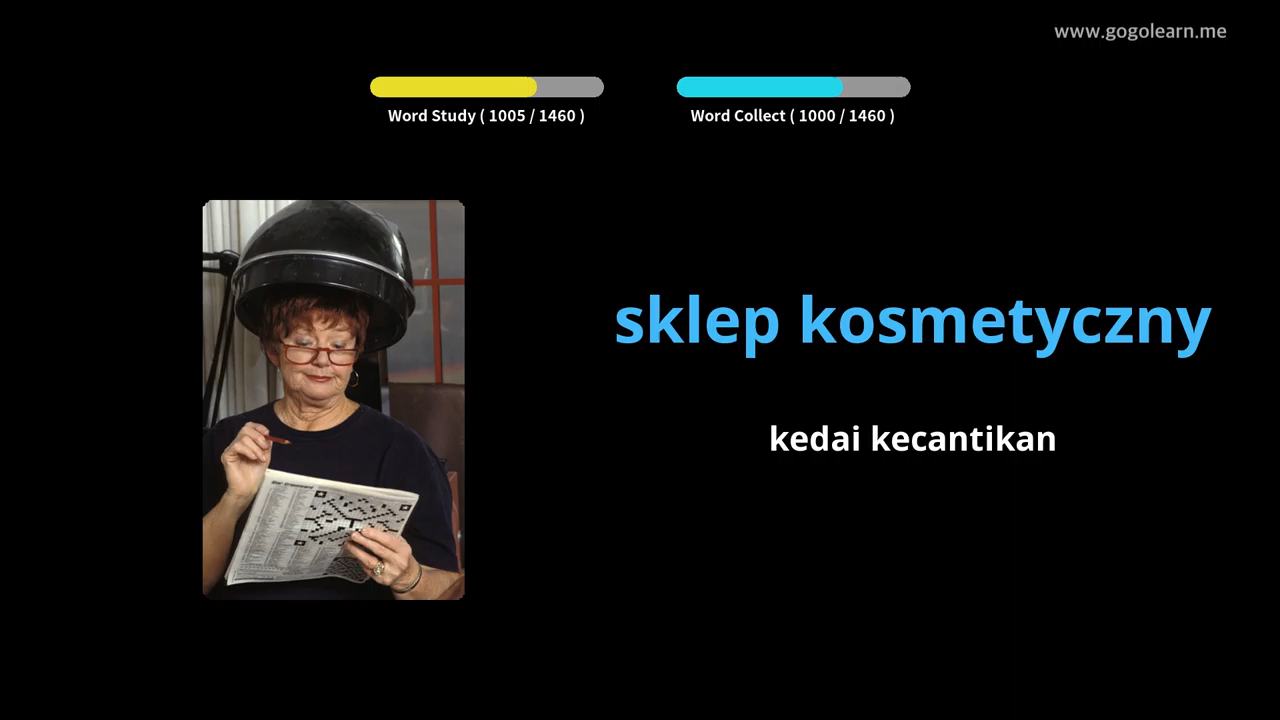 www.gogolearn.me
Word Study ( 1005 / 1460 )
Word Collect ( 1000 / 1460 )
sklep kosmetyczny
kedai kecantikan